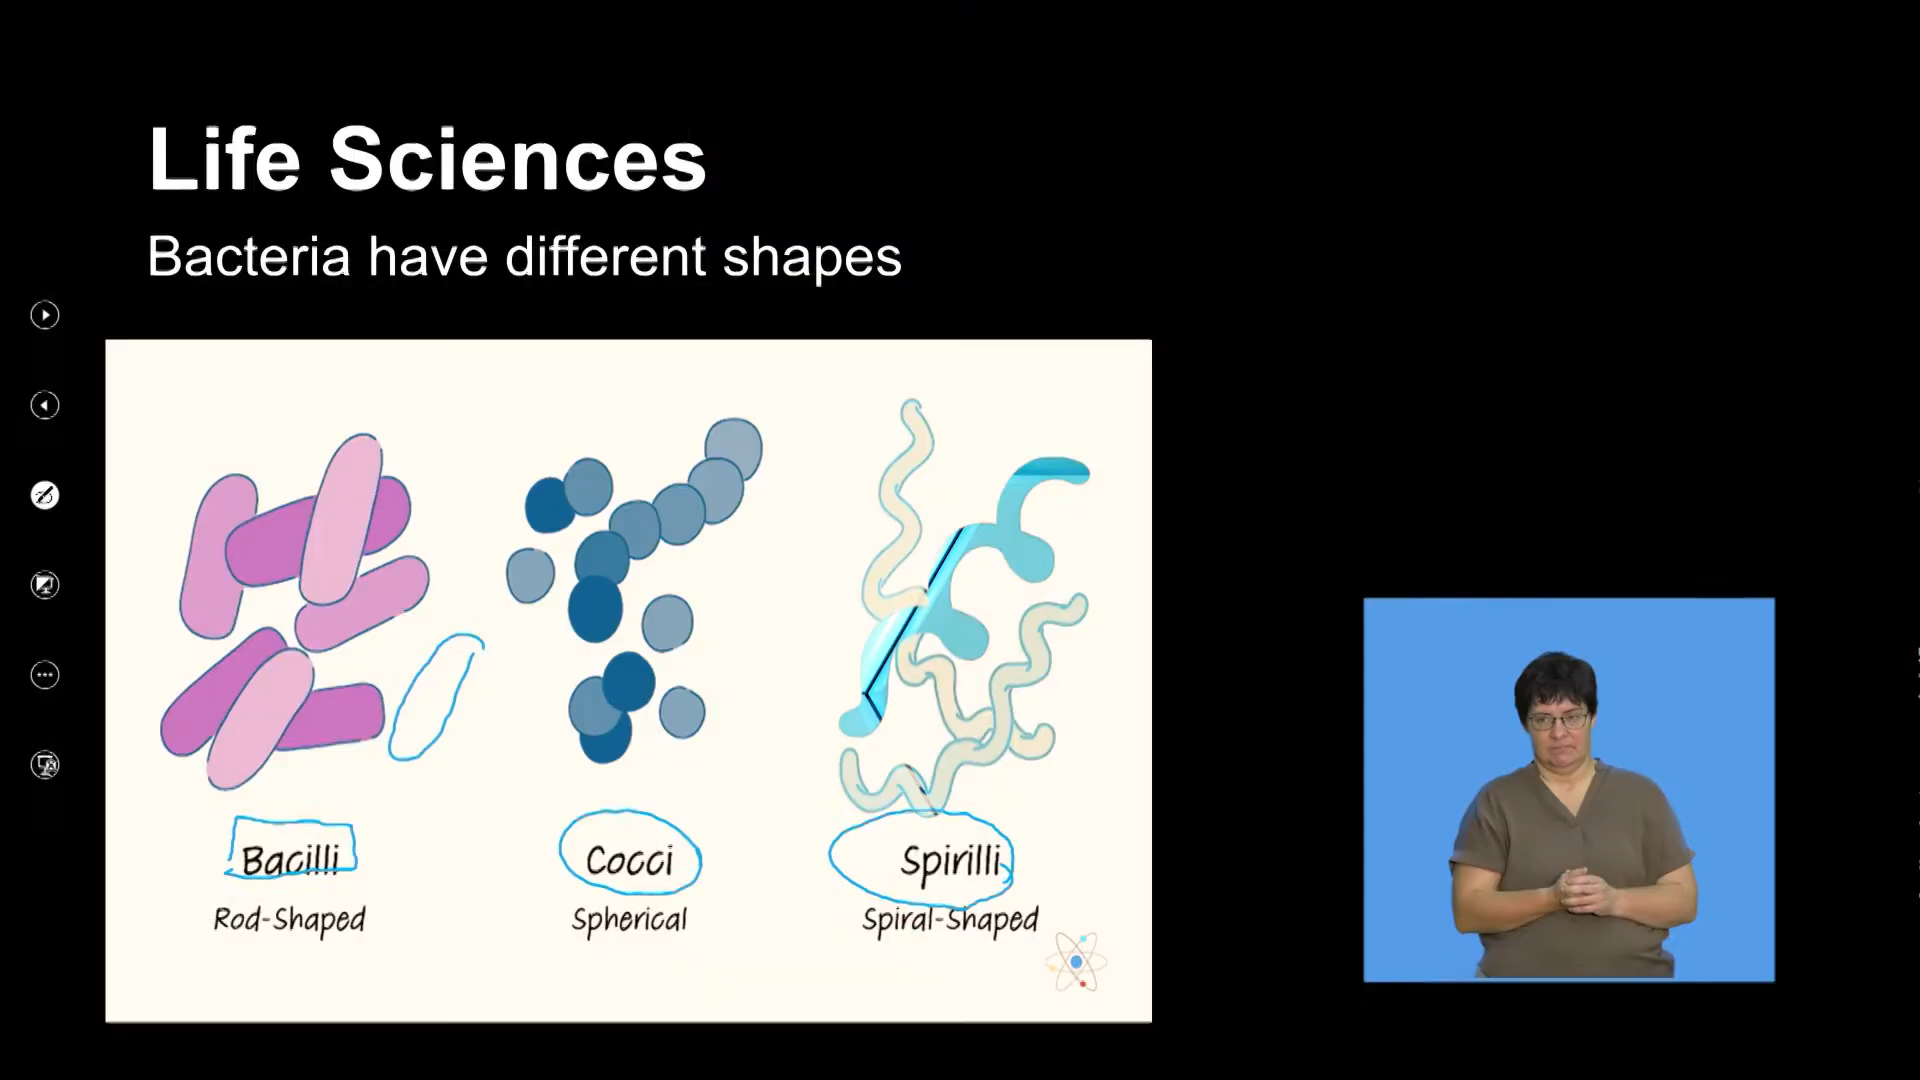 Life Sciences
Bacteria have different shapes
Bacilli
Cocci
Spirilli
Rod-Shaped
Spherical
Spiral-Shaped